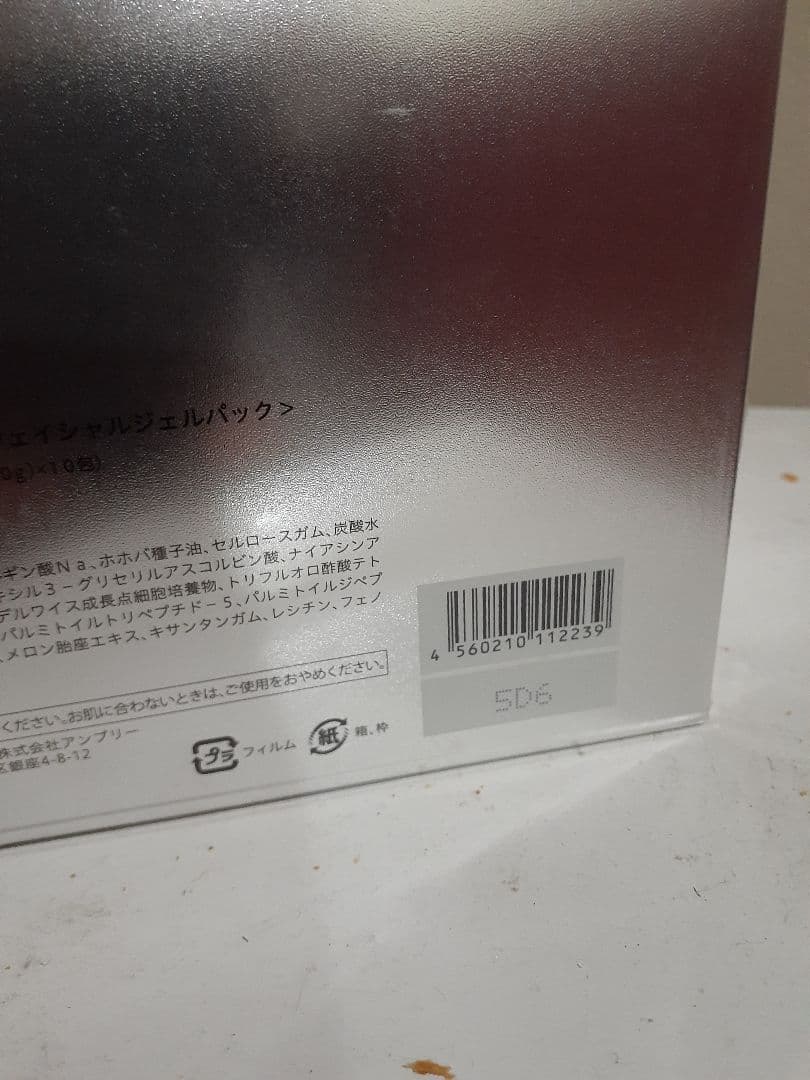 ェイシャルジェルパック>
0g)×10包)
ギン酸Na、ホホバ種子油、セルロースガム、炭酸水
キシル3-グリセリルアスコルビン酸、ナイアシンア
デルワイス成長点細胞培養物、トリフルオロ酢酸テト
パルミトイルトリペプチド-5、パルミトイルジペプ
、メロン胎座エキス、キサンタンガム、レシチン、フェノ
ください。お肌に合わないときは、ご使用をおやめください。
株式会社アンプリー
区銀座4-8-12
プラ フィルム 紙 箱、枠
4 560210 112239
5D6